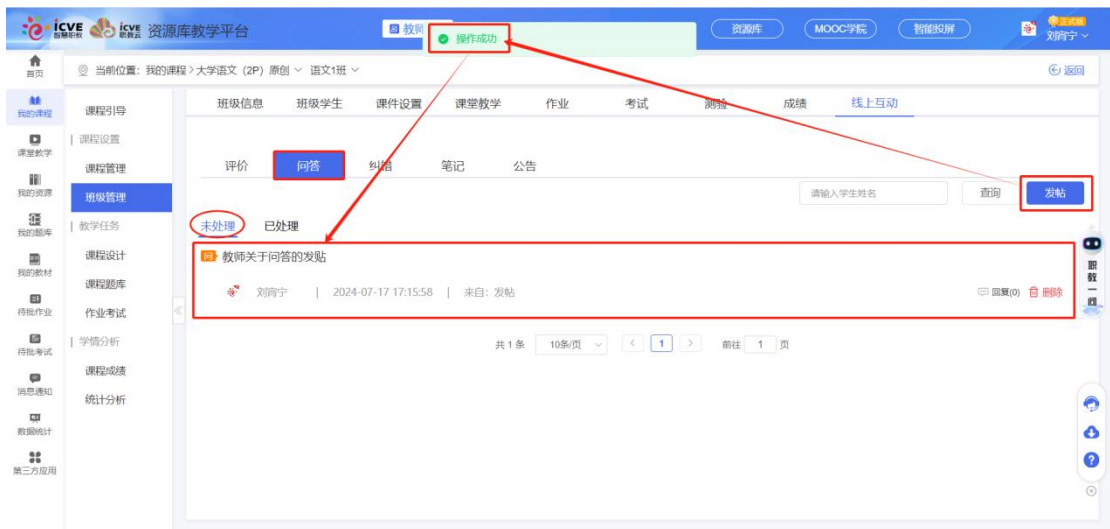 icve 智慧职教 icve 职教云 资源库教学平台
操作成功
资源库 MOOC学院 智能投屏
正式版
刘宵宁
首页
当前位置：我的课程 > 大学语文 (2P) 原创 语文1班
返回
我的课程
课堂教学
我的资源
我的题库
我的教材
待批作业
待批考试
消息通知
数据统计
第三方应用
课程引导
课程设置
课程管理
班级管理
教学任务
课程设计
课程题库
作业考试
学情分析
课程成绩
统计分析
班级信息 班级学生 课件设置 课堂教学 作业 考试 测验 成绩 线上互动
评价 问答 纠错 笔记 公告
请输入学生姓名 查询 发帖
未处理 已处理
问 教师关于问答的发贴
刘宵宁 | 2024-07-17 17:15:58 | 来自：发帖
回复(0) 删除
共 1 条 10条/页 < 1 > 前往 1 页
职
教
一